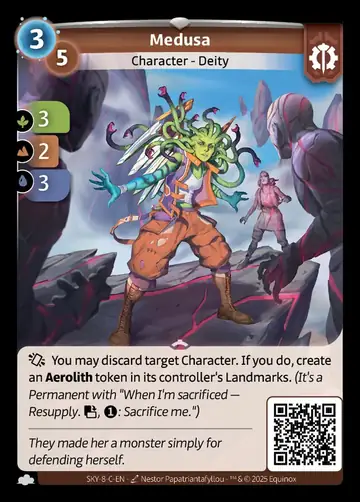 3
Medusa
5
Character - Deity
3
2
3
You may discard target Character. If you do, create
an Aerolith token in its controller's Landmarks. (It's a
Permanent with "When I'm sacrificed —
Resupply. , 1: Sacrifice me.")
They made her a monster simply for
defending herself.
SKY-8-C-EN - Nestor Papatriantafyllou - ™ & © 2025 Equinox